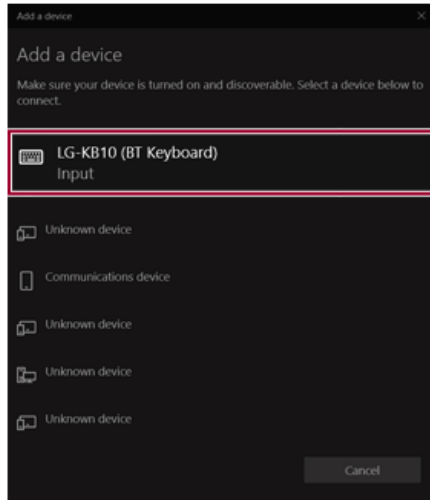 Add a device
Add a device
Make sure your device is turned on and discoverable. Select a device below to
connect.
LG-KB10 (BT Keyboard)
Input
Unknown device
Communications device
Unknown device
Unknown device
Unknown device
Cancel